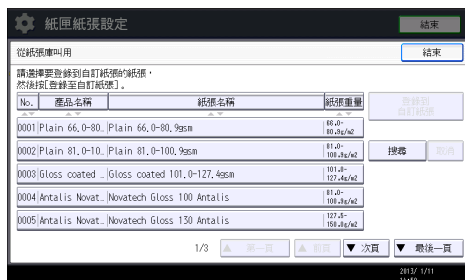 紙匣紙張設定
結束
從紙張庫叫用
結束
請選擇要登錄到自訂紙張的紙張，
然後按[登錄至自訂紙張]。
No. 產品名稱 紙張名稱 紙張重量
登錄到
自訂紙張
0001 Plain 66.0-80.. Plain 66.0-80.9gsm 66.0-80.9g/m2
0002 Plain 81.0-10.. Plain 81.0-100.9gsm 81.0-100.9g/m2
搜尋 取消
0003 Gloss coated .. Gloss coated 101.0-127.4gsm 101.0-127.4g/m2
0004 Antalis Novat.. Novatech Gloss 100 Antalis 81.0-100.9g/m2
0005 Antalis Novat.. Novatech Gloss 130 Antalis 127.5-150.0g/m2
1/3 ▲ 第一頁 ▲ 前頁 ▼ 次頁 ▼ 最後一頁
2013/ 1/11